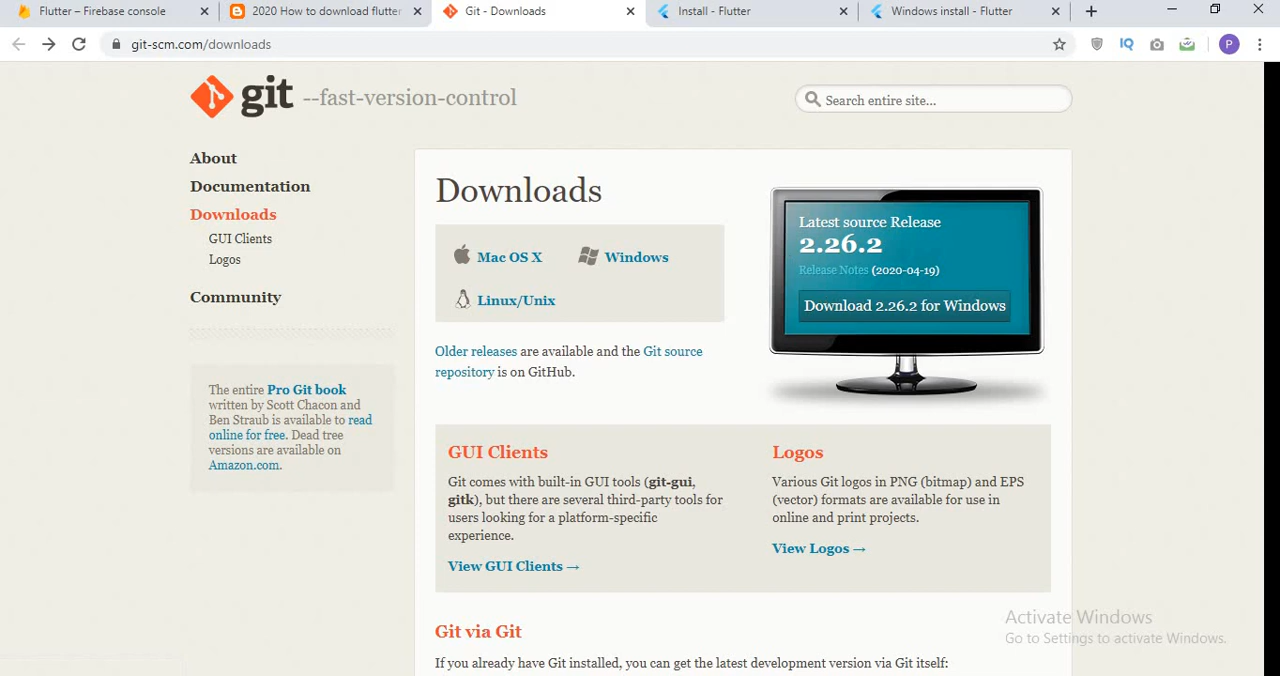 Flutter – Firebase console
2020 How to download flutter
Git - Downloads
Install - Flutter
Windows install - Flutter
git-scm.com/downloads
IQ
P
git --fast-version-control
Search entire site...
About
Documentation
Downloads
GUI Clients
Logos
Community
The entire Pro Git book
written by Scott Chacon and
Ben Straub is available to read
online for free. Dead tree
versions are available on
Amazon.com.
Downloads
Mac OS X
Windows
Linux/Unix
Older releases are available and the Git source
repository is on GitHub.
Latest source Release
2.26.2
Release Notes (2020-04-19)
Download 2.26.2 for Windows
GUI Clients
Git comes with built-in GUI tools (git-gui,
gitk), but there are several third-party tools for
users looking for a platform-specific
experience.
View GUI Clients →
Logos
Various Git logos in PNG (bitmap) and EPS
(vector) formats are available for use in
online and print projects.
View Logos →
Git via Git
If you already have Git installed, you can get the latest development version via Git itself:
Activate Windows
Go to Settings to activate Windows.